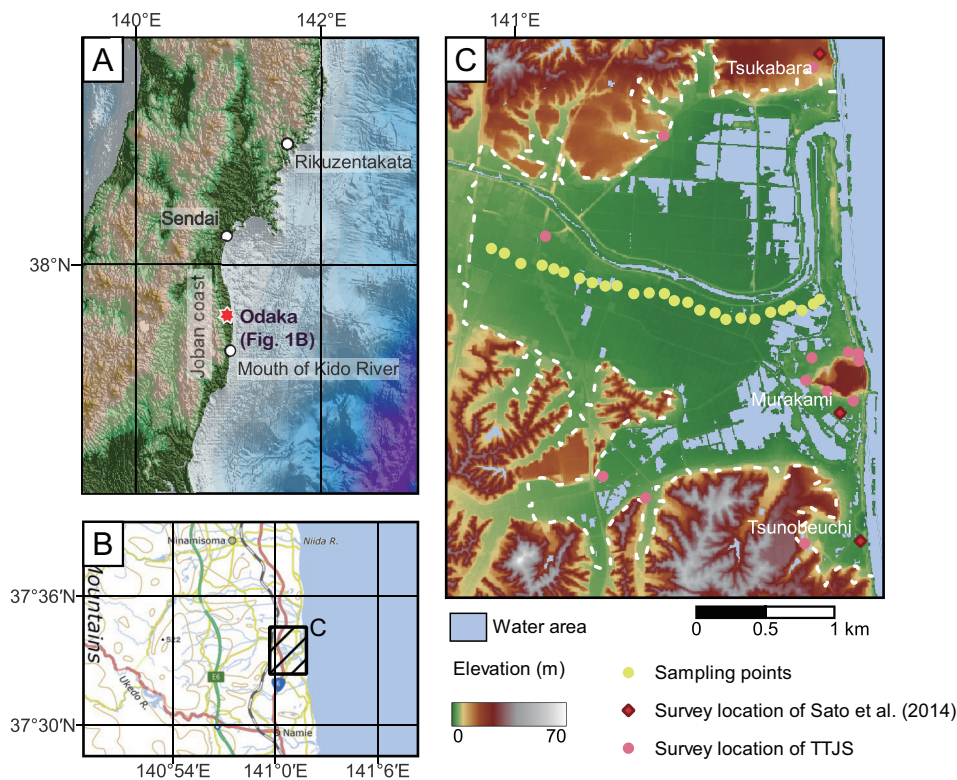 140°E
142°E
141°E
A
Rikuzentakata
Sendai
38°N
Joban coast
Odaka
(Fig. 1B)
Mouth of Kido River
C
Tsukabara
Murakami
Tsunobeuchi
B
Minamisoma
Niida R.
37°36′N
Mountains
522
C
Ukedo R.
E6
37°30′N
Namie
140°54′E
141°0′E
141°6′E
Water area
0
0.5
1 km
Elevation (m)
0
70
Sampling points
Survey location of Sato et al. (2014)
Survey location of TTJS